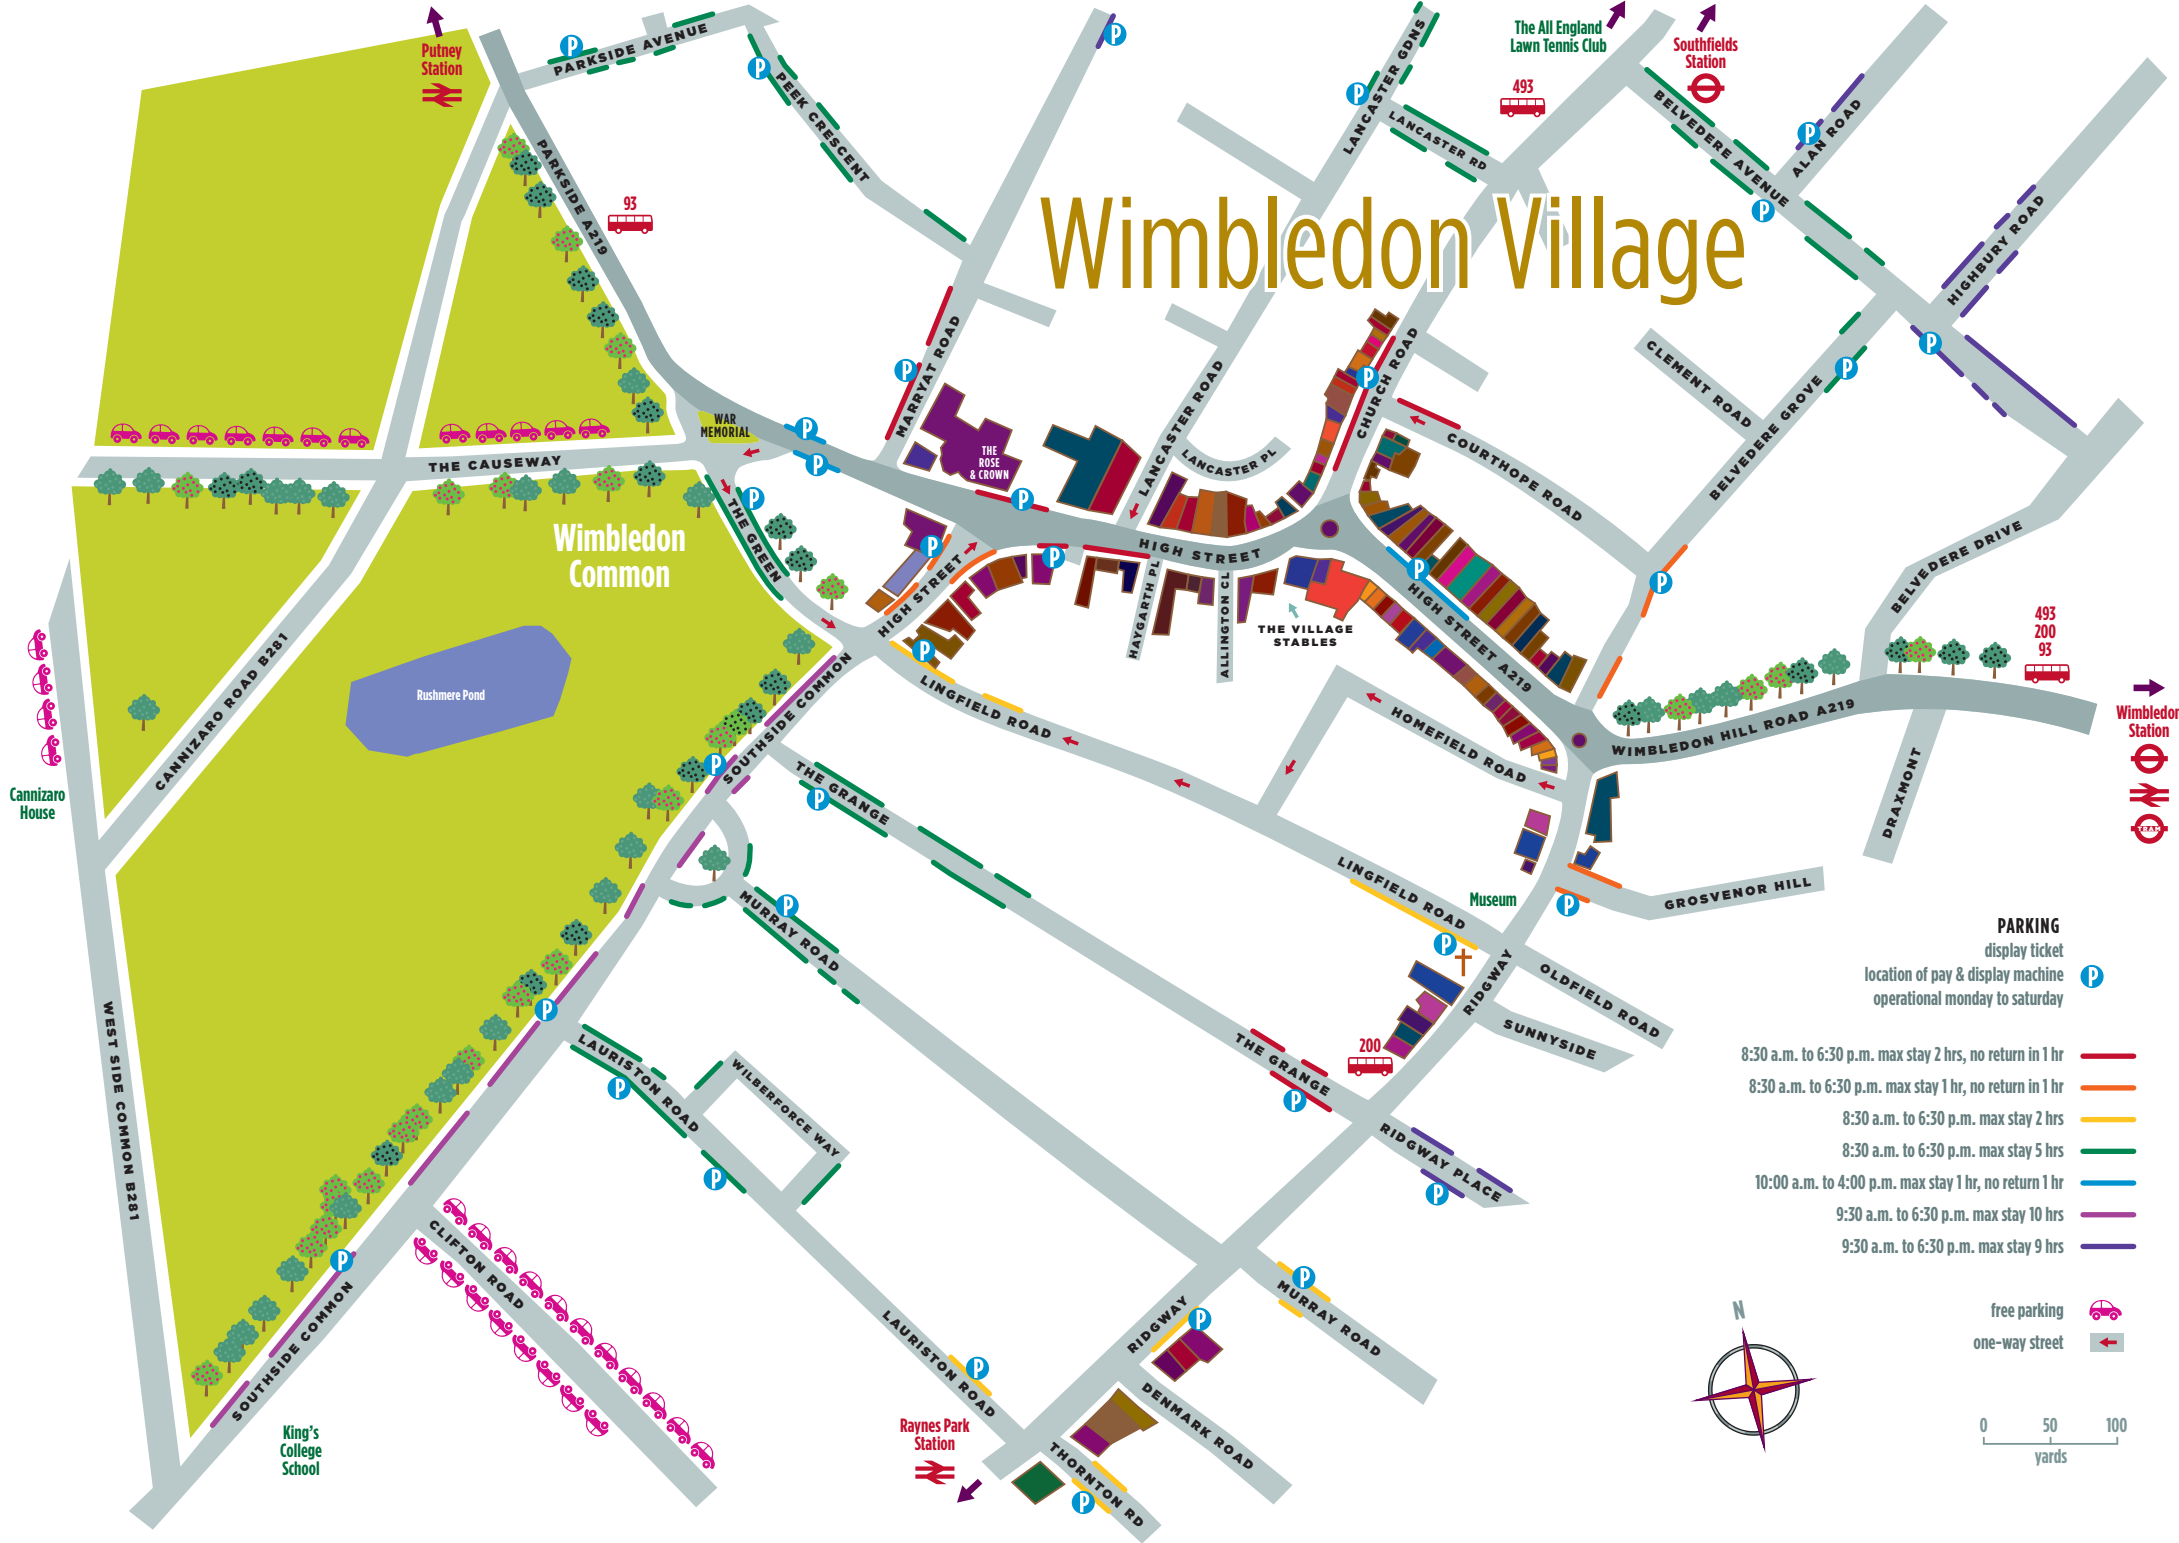 Putney
Station
PARKSIDE AVENUE
P
P
PEEK CRESCENT
PARKSIDE A219
93
P
LANCASTER GDNS
P
LANCASTER RD
The All England
Lawn Tennis Club
493
Southfields
Station
BELVEDERE AVENUE
P
ALAN ROAD
P
HIGHBURY ROAD
P
Wimbledon Village
MARRYAT ROAD
P
WAR
MEMORIAL
P
P
THE CAUSEWAY
THE
ROSE
& CROWN
P
LANCASTER ROAD
LANCASTER PL
CHURCH ROAD
P
COURTHOPE ROAD
CLEMENT ROAD
BELVEDERE GROVE
P
P
BELVEDERE DRIVE
THE GREEN
P
Wimbledon
Common
HIGH STREET
P
P
HIGH STREET
HAYGARTH PL
ALLINGTON CL
THE VILLAGE
STABLES
HIGH STREET A219
P
493
200
93
Wimbledon
Station
TRAM
WIMBLEDON HILL ROAD A219
DRAXMONT
Rushmere Pond
CANNIZARO ROAD B281
Cannizaro
House
SOUTHSIDE COMMON
P
P
LINGFIELD ROAD
HOMEFIELD ROAD
THE GRANGE
P
MURRAY ROAD
P
LINGFIELD ROAD
P
Museum
P
GROSVENOR HILL
RIDGWAY
OLDFIELD ROAD
SUNNYSIDE
200
THE GRANGE
P
RIDGWAY PLACE
P
WEST SIDE COMMON B281
P
LAURISTON ROAD
P
P
WILBERFORCE WAY
CLIFTON ROAD
P
SOUTHSIDE COMMON
King's
College
School
LAURISTON ROAD
P
RIDGWAY
P
MURRAY ROAD
P
DENMARK ROAD
THORNTON RD
P
Raynes Park
Station
PARKING
display ticket
location of pay & display machine
P
operational monday to saturday
8:30 a.m. to 6:30 p.m. max stay 2 hrs, no return in 1 hr
8:30 a.m. to 6:30 p.m. max stay 1 hr, no return in 1 hr
8:30 a.m. to 6:30 p.m. max stay 2 hrs
8:30 a.m. to 6:30 p.m. max stay 5 hrs
10:00 a.m. to 4:00 p.m. max stay 1 hr, no return 1 hr
9:30 a.m. to 6:30 p.m. max stay 10 hrs
9:30 a.m. to 6:30 p.m. max stay 9 hrs
free parking
one-way street
N
0 50 100
yards